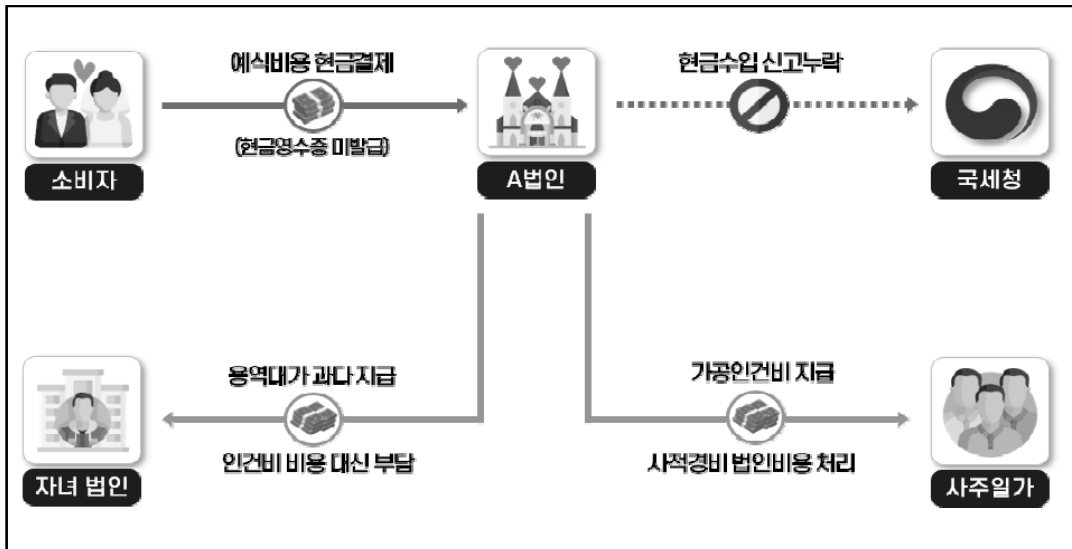 예식비용 현금결제
(현금영수증 미발급)
현금수입 신고누락
소비자
A법인
국세청
용역대가 과다 지급
인건비 비용 대신 부담
가공인건비 지급
사적경비 법인비용 처리
자녀 법인
사주일가